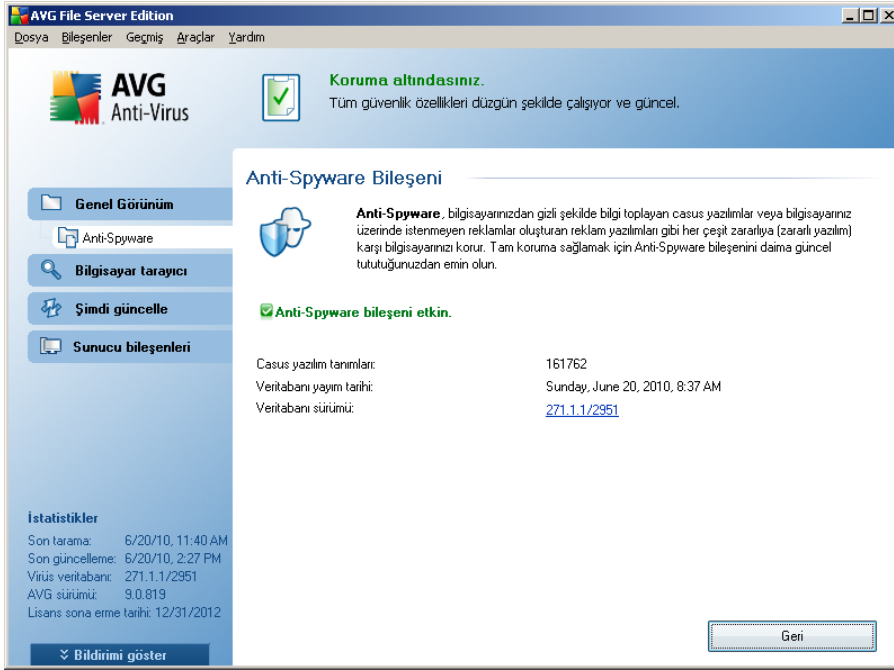 AVG File Server Edition
Dosya Bileşenler Geçmiş Araçlar Yardım
AVG
Anti-Virus
Koruma altındasınız.
Tüm güvenlik özellikleri düzgün şekilde çalışıyor ve güncel.
Genel Görünüm
Anti-Spyware
Bilgisayar tarayıcı
Şimdi güncelle
Sunucu bileşenleri
Anti-Spyware Bileşeni
Anti-Spyware, bilgisayarınızdan gizli şekilde bilgi toplayan casus yazılımlar veya bilgisayarınız
üzerinde istenmeyen reklamlar oluşturan reklam yazılımları gibi her çeşit zararlıya (zararlı yazılım)
karşı bilgisayarınızı korur. Tam koruma sağlamak için Anti-Spyware bileşenini daima güncel
tututuğunuzdan emin olun.
Anti-Spyware bileşeni etkin.
Casus yazılım tanımları: 161762
Veritabanı yayım tarihi: Sunday, June 20, 2010, 8:37 AM
Veritabanı sürümü: 271.1.1/2951
İstatistikler
Son tarama: 6/20/10, 11:40 AM
Son güncelleme: 6/20/10, 2:27 PM
Virüs veritabanı: 271.1.1/2951
AVG sürümü: 9.0.819
Lisans sona erme tarihi: 12/31/2012
Bildirimi göster
Geri